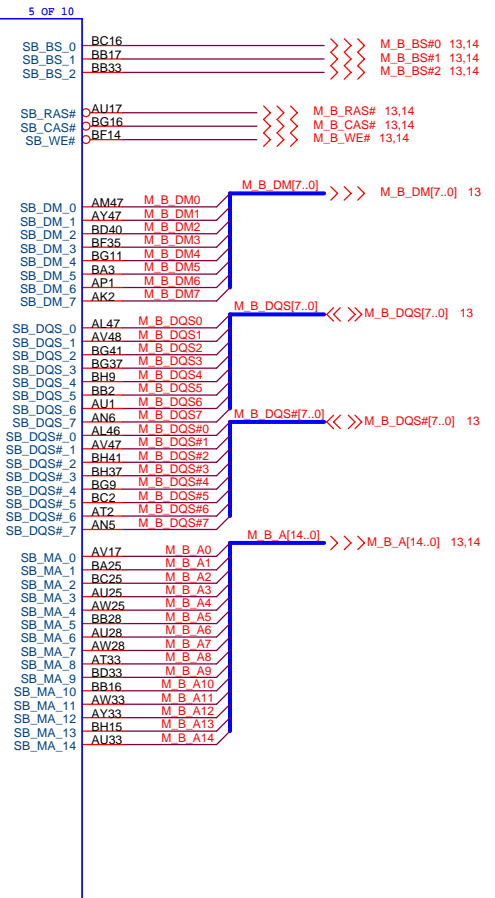 5 OF 10
SB_BS_0 BC16 M_B_BS#0 13,14
SB_BS_1 BB17 M_B_BS#1 13,14
SB_BS_2 BB33 M_B_BS#2 13,14
SB_RAS# AU17 M_B_RAS# 13,14
SB_CAS# BG16 M_B_CAS# 13,14
SB_WE# BF14 M_B_WE# 13,14
M_B_DM[7..0] M_B_DM[7..0] 13
SB_DM_0 AM47 M_B_DM0
SB_DM_1 AY47 M_B_DM1
SB_DM_2 BD40 M_B_DM2
SB_DM_3 BF35 M_B_DM3
SB_DM_4 BG11 M_B_DM4
SB_DM_5 BA3 M_B_DM5
SB_DM_6 AP1 M_B_DM6
SB_DM_7 AK2 M_B_DM7
M_B_DQS[7..0] M_B_DQS[7..0] 13
SB_DQS_0 AL47 M_B_DQS0
SB_DQS_1 AV48 M_B_DQS1
SB_DQS_2 BG41 M_B_DQS2
SB_DQS_3 BG37 M_B_DQS3
SB_DQS_4 BH9 M_B_DQS4
SB_DQS_5 BB2 M_B_DQS5
SB_DQS_6 AU1 M_B_DQS6
SB_DQS_7 AN6 M_B_DQS7
M_B_DQS#[7..0] M_B_DQS#[7..0] 13
SB_DQS#_0 AL46 M_B_DQS#0
SB_DQS#_1 AV47 M_B_DQS#1
SB_DQS#_2 BH41 M_B_DQS#2
SB_DQS#_3 BH37 M_B_DQS#3
SB_DQS#_4 BG9 M_B_DQS#4
SB_DQS#_5 BC2 M_B_DQS#5
SB_DQS#_6 AT2 M_B_DQS#6
SB_DQS#_7 AN5 M_B_DQS#7
M_B_A[14..0] M_B_A[14..0] 13,14
SB_MA_0 AV17 M_B_A0
SB_MA_1 BA25 M_B_A1
SB_MA_2 BC25 M_B_A2
SB_MA_3 AU25 M_B_A3
SB_MA_4 AW25 M_B_A4
SB_MA_5 BB28 M_B_A5
SB_MA_6 AU28 M_B_A6
SB_MA_7 AW28 M_B_A7
SB_MA_8 AT33 M_B_A8
SB_MA_9 BD33 M_B_A9
SB_MA_10 BB16 M_B_A10
SB_MA_11 AW33 M_B_A11
SB_MA_12 AY33 M_B_A12
SB_MA_13 BH15 M_B_A13
SB_MA_14 AU33 M_B_A14